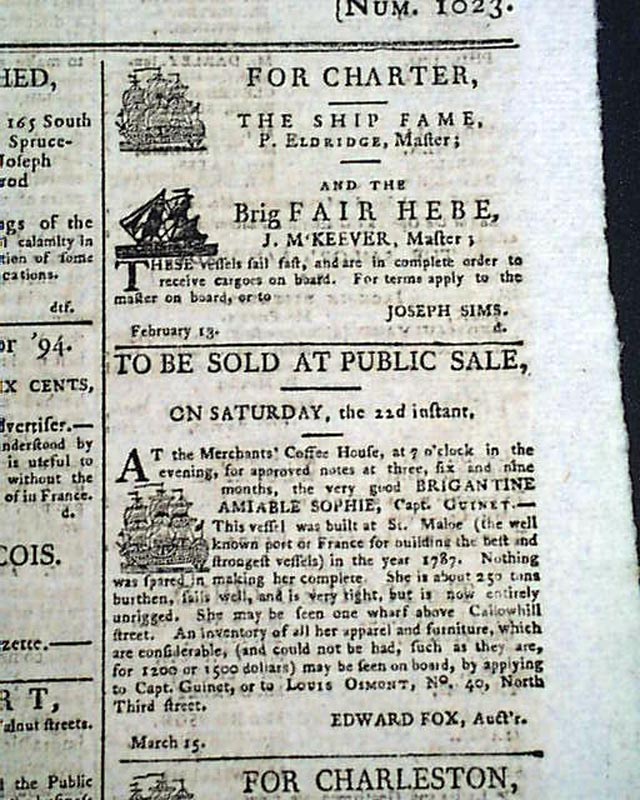 [NUM. 1023.
HED,
165 South
Spruce-
Joseph
rod
ngs of the
calamity in
tion of some
cations.
dtf.
or '94.
IX CENTS,
dvertiſer.—
nderſtood by
is uſeful to
without the
of in France.
d.
COIS.
zette.—
R T,
alnut ſtreets.
the Public
FOR CHARTER,
THE SHIP FAME,
P. ELDRIDGE, Maſter;
AND THE
Brig FAIR HEBE,
J. M'KEEVER, Maſter;
THESE veſſels ſail faſt, and are in complete order to
receive cargoes on board. For terms apply to the
maſter on board, or to
JOSEPH SIMS.
February 13. d.
TO BE SOLD AT PUBLIC SALE,
ON SATURDAY, the 22d inſtant,
AT the Merchants' Coffee Houſe, at 7 o'clock in the
evening, for approved notes at three, ſix and nine
months, the very good BRIGANTINE
AMIABLE SOPHIE, Capt. GUINET.—
This veſſel was built at St. Maloe (the well
known port of France for building the beſt and
ſtrongeſt veſſels) in the year 1787. Nothing
was ſpared in making her complete. She is about 250 tons
burthen, ſails well, and is very tight, but is now entirely
unrigged. She may be ſeen one wharf above Callowhill
ſtreet. An inventory of all her apparel and furniture, which
are conſiderable, (and could not be had, ſuch as they are,
for 1200 or 1500 dollars) may be ſeen on board, by applying
to Capt. Guinet, or to LOUIS OSMONT, No. 40, North
Third ſtreet.
EDWARD FOX, Auct'r.
March 15.
FOR CHARLESTON,